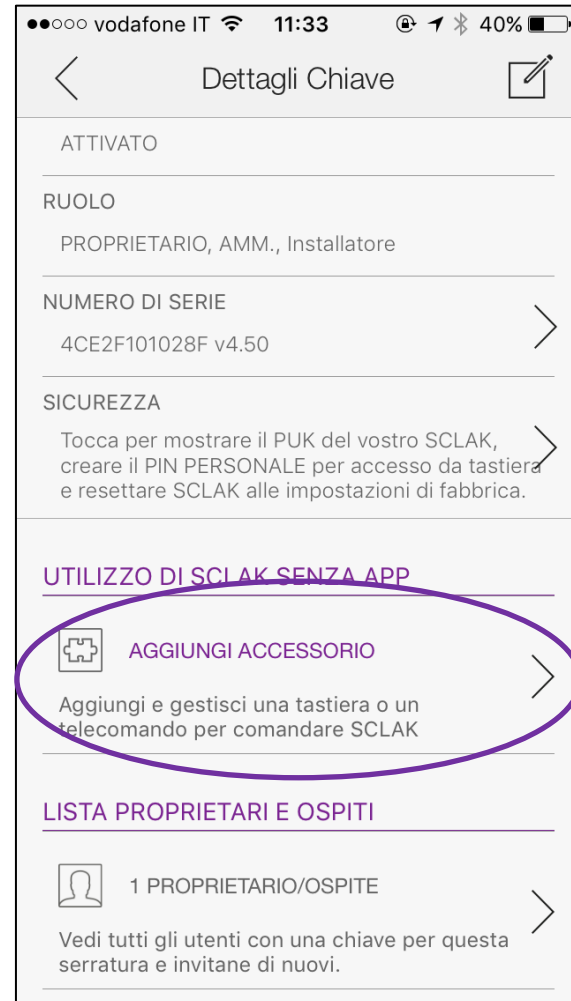 vodafone IT 11:33 40%
Dettagli Chiave
ATTIVATO
RUOLO
PROPRIETARIO, AMM., Installatore
NUMERO DI SERIE
4CE2F101028F v4.50
SICUREZZA
Tocca per mostrare il PUK del vostro SCLAK,
creare il PIN PERSONALE per accesso da tastiera
e resettare SCLAK alle impostazioni di fabbrica.
UTILIZZO DI SCLAK SENZA APP
AGGIUNGI ACCESSORIO
Aggiungi e gestisci una tastiera o un
telecomando per comandare SCLAK
LISTA PROPRIETARI E OSPITI
1 PROPRIETARIO/OSPITE
Vedi tutti gli utenti con una chiave per questa
serratura e invitane di nuovi.